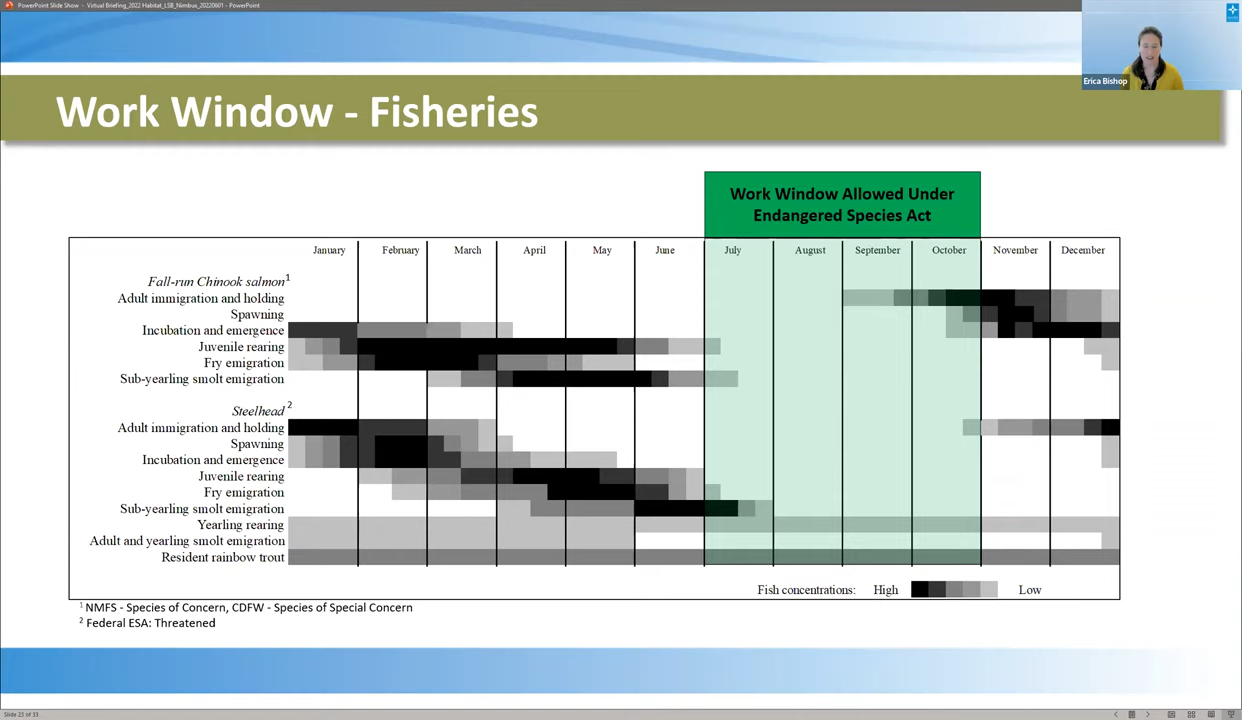 PowerPoint Slide Show - Virtual Briefing_2022 Habitat_LSB_Nimbus_20220601 - PowerPoint
Erica Bishop
Work Window - Fisheries
Work Window Allowed Under
Endangered Species Act
January February March April May June July August September October November December
Fall-run Chinook salmon 1
Adult immigration and holding
Spawning
Incubation and emergence
Juvenile rearing
Fry emigration
Sub-yearling smolt emigration
Steelhead 2
Adult immigration and holding
Spawning
Incubation and emergence
Juvenile rearing
Fry emigration
Sub-yearling smolt emigration
Yearling rearing
Adult and yearling smolt emigration
Resident rainbow trout
Fish concentrations: High Low
1 NMFS - Species of Concern, CDFW - Species of Special Concern
2 Federal ESA: Threatened
Slide 23 of 33